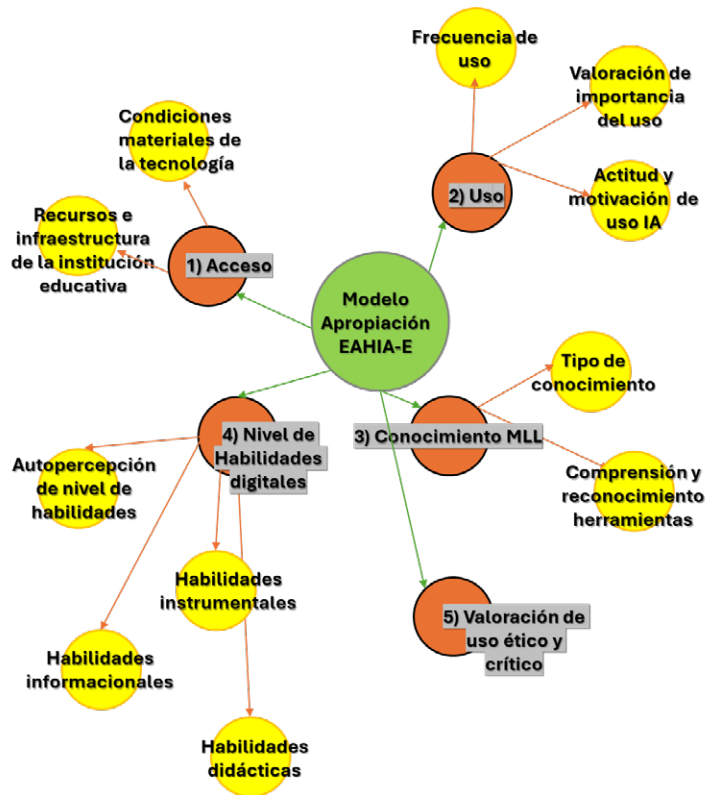 Frecuencia de
uso
Valoración de
importancia
del uso
Condiciones
materiales de
la tecnología
Actitud y
motivación de
uso IA
2) Uso
Recursos e
infraestructura
de la institución
educativa
1) Acceso
Modelo
Apropiación
EAHIA-E
Tipo de
conocimiento
3) Conocimiento MLL
4) Nivel de
Habilidades
digitales
Autopercepción
de nivel de
habilidades
Comprensión y
reconocimiento
herramientas
Habilidades
instrumentales
5) Valoración de
uso ético y
crítico
Habilidades
informacionales
Habilidades
didácticas